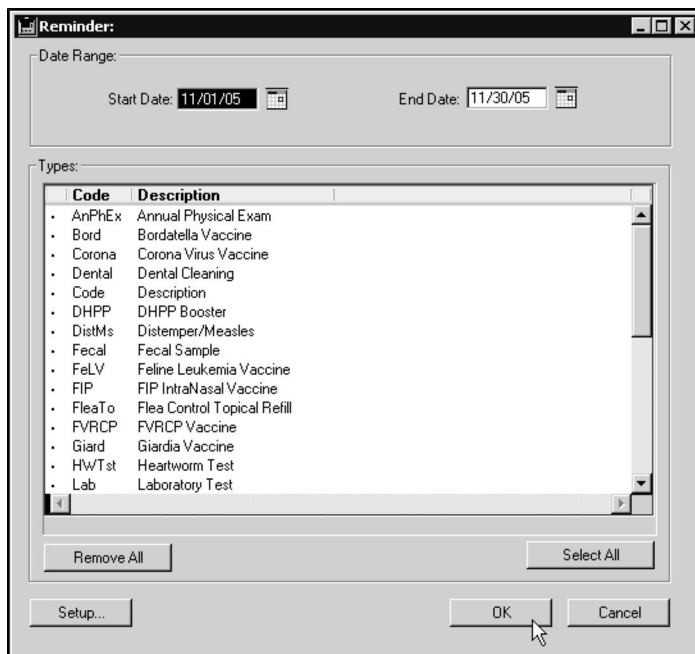 Reminder:
Date Range:
Start Date: 11/01/05 End Date: 11/30/05
Types:
Code Description
AnPhEx Annual Physical Exam
Bord Bordatella Vaccine
Corona Corona Virus Vaccine
Dental Dental Cleaning
Code Description
DHPP DHPP Booster
DistMs Distemper/Measles
Fecal Fecal Sample
FeLV Feline Leukemia Vaccine
FIP FIP IntraNasal Vaccine
FleaTo Flea Control Topical Refill
FVRCP FVRCP Vaccine
Giard Giardia Vaccine
HWTst Heartworm Test
Lab Laboratory Test
Remove All Select All
Setup... OK Cancel